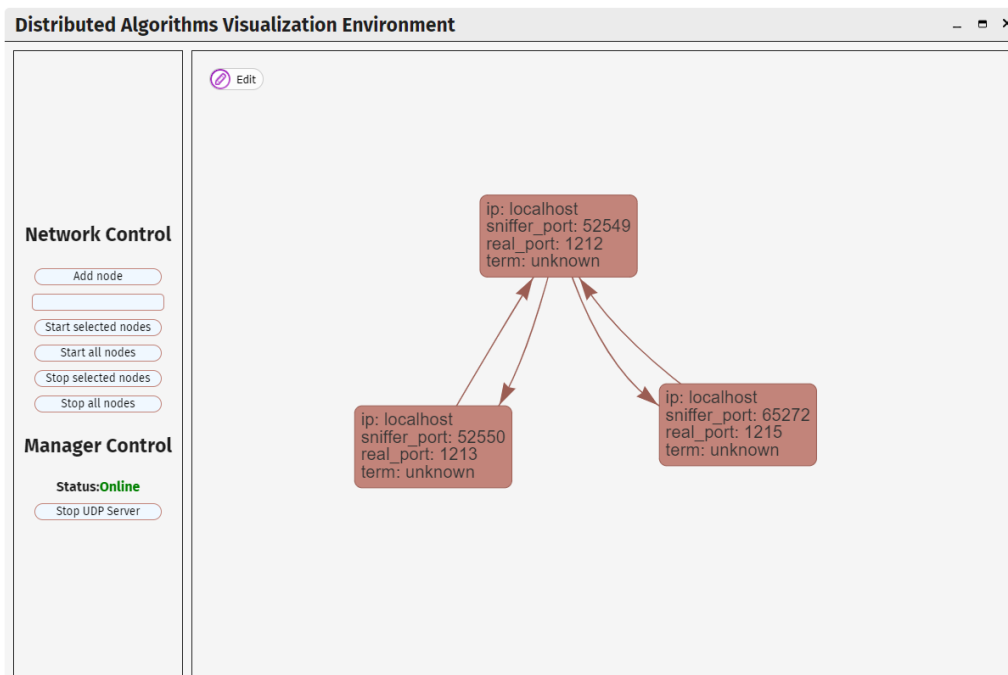 Distributed Algorithms Visualization Environment
Edit
Network Control
Add node
Start selected nodes
Start all nodes
Stop selected nodes
Stop all nodes
Manager Control
Status:Online
Stop UDP Server
ip: localhost
sniffer_port: 52549
real_port: 1212
term: unknown
ip: localhost
sniffer_port: 52550
real_port: 1213
term: unknown
ip: localhost
sniffer_port: 65272
real_port: 1215
term: unknown